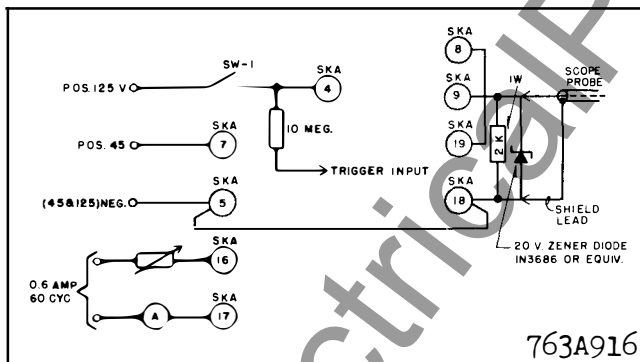 POS. 125 V
SW-1
SKA
4
10 MEG.
TRIGGER INPUT
POS. 45
SKA
7
(45&125) NEG.
SKA
5
0.6 AMP
60 CYC
SKA
16
A
SKA
17
SKA
8
SKA
9
SKA
19
SKA
18
1W
2 K
SCOPE
PROBE
SHIELD
LEAD
20 V. ZENER DIODE
IN3686 OR EQUIV.
763A916
ectricalP